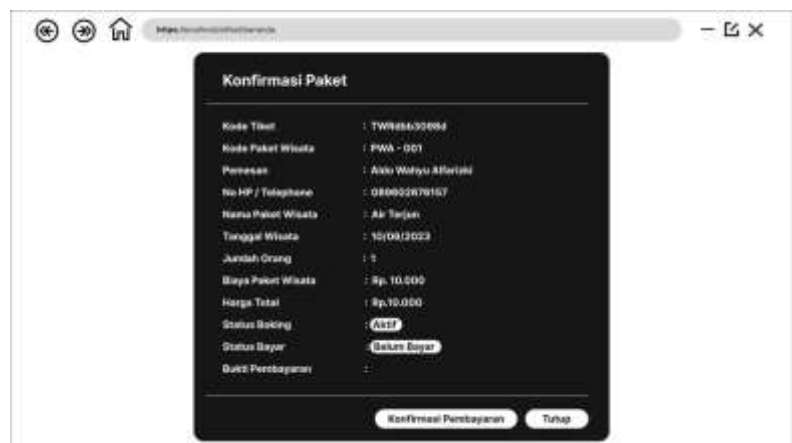 https:
Konfirmasi Paket
Kode Tiket :
Kode Paket Wisata : PWA - 001
Pemesan : Aldo Wahyu Alfarizki
No HP / Telephone :
Nama Paket Wisata : Air Terjun
Tanggal Wisata : 10/09/2023
Jumlah Orang : 1
Biaya Paket Wisata : Rp. 10.000
Harga Total : Rp.10.000
Status Boking : Aktif
Status Bayar : Belum Bayar
Bukti Pembayaran :
Konfirmasi Pembayaran Tutup